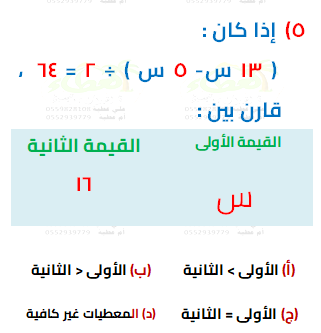 ٥) إذا كان :
( ١٣ س- ٥ س ) ÷ ٢ = ٦٤ ،
قارن بين :
القيمة الأولى القيمة الثانية
س ١٦
(أ) الأولى > الثانية (ب) الأولى < الثانية
(ج) الأولى = الثانية (د) المعطيات غير كافية